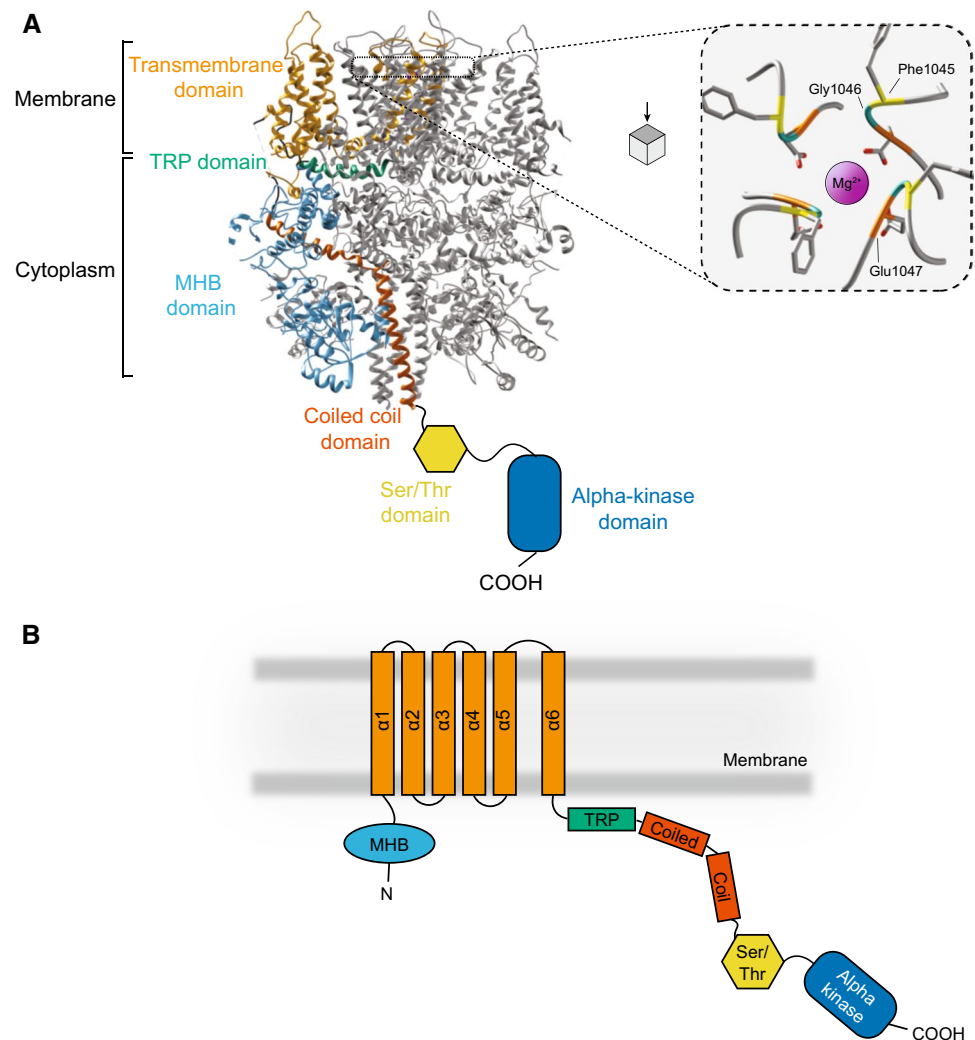 A
Membrane
Cytoplasm
Transmembrane
domain
TRP domain
MHB
domain
Coiled coil
domain
Ser/Thr
domain
Alpha-kinase
domain
COOH
Phe1045
Gly1046
Mg2+
Glu1047
B
α1
α2
α3
α4
α5
α6
Membrane
MHB
N
TRP
Coiled
Coil
Ser/
Thr
Alpha
kinase
COOH